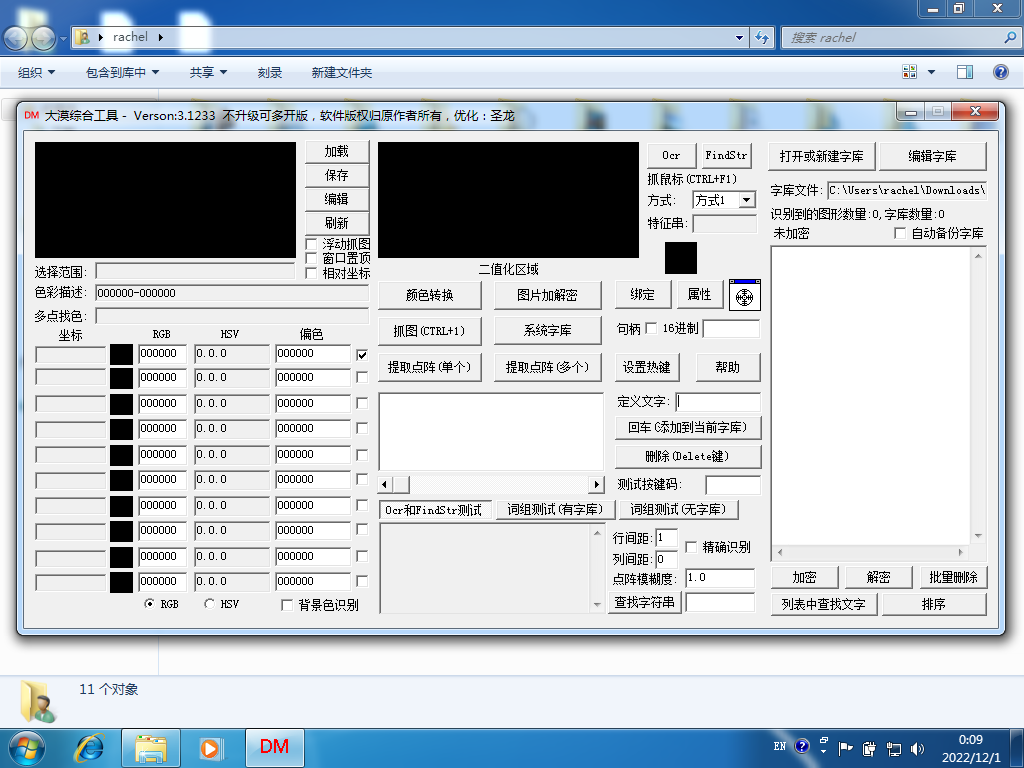 rachel
搜索 rachel
组织 包含到库中 共享 刻录 新建文件夹
DM 大漠综合工具 - Verson:3.1233 不升级可多开版，软件版权归原作者所有，优化：圣龙
加载
保存
编辑
刷新
浮动抓图
窗口置顶
相对坐标
选择范围:
色彩描述: 000000-000000
多点找色:
坐标 RGB HSV 偏色
000000 0.0.0 000000
000000 0.0.0 000000
000000 0.0.0 000000
000000 0.0.0 000000
000000 0.0.0 000000
000000 0.0.0 000000
000000 0.0.0 000000
000000 0.0.0 000000
000000 0.0.0 000000
000000 0.0.0 000000
RGB HSV 背景色识别
二值化区域
颜色转换 图片加解密
抓图(CTRL+1) 系统字库
提取点阵(单个) 提取点阵(多个)
Ocr和FindStr测试 词组测试(有字库) 词组测试(无字库)
Ocr FindStr
抓鼠标(CTRL+F1)
方式: 方式1
特征串:
绑定 属性
句柄 16进制
设置热键 帮助
定义文字:
回车(添加到当前字库)
删除(Delete键)
测试按键码:
行间距: 1
列间距: 0
精确识别
点阵模糊度: 1.0
查找字符串
打开或新建字库 编辑字库
字库文件: C:\Users\rachel\Downloads\
识别到的图形数量:0,字库数量:0
未加密 自动备份字库
加密 解密 批量删除
列表中查找文字 排序
11 个对象
DM
EN
0:09
2022/12/1